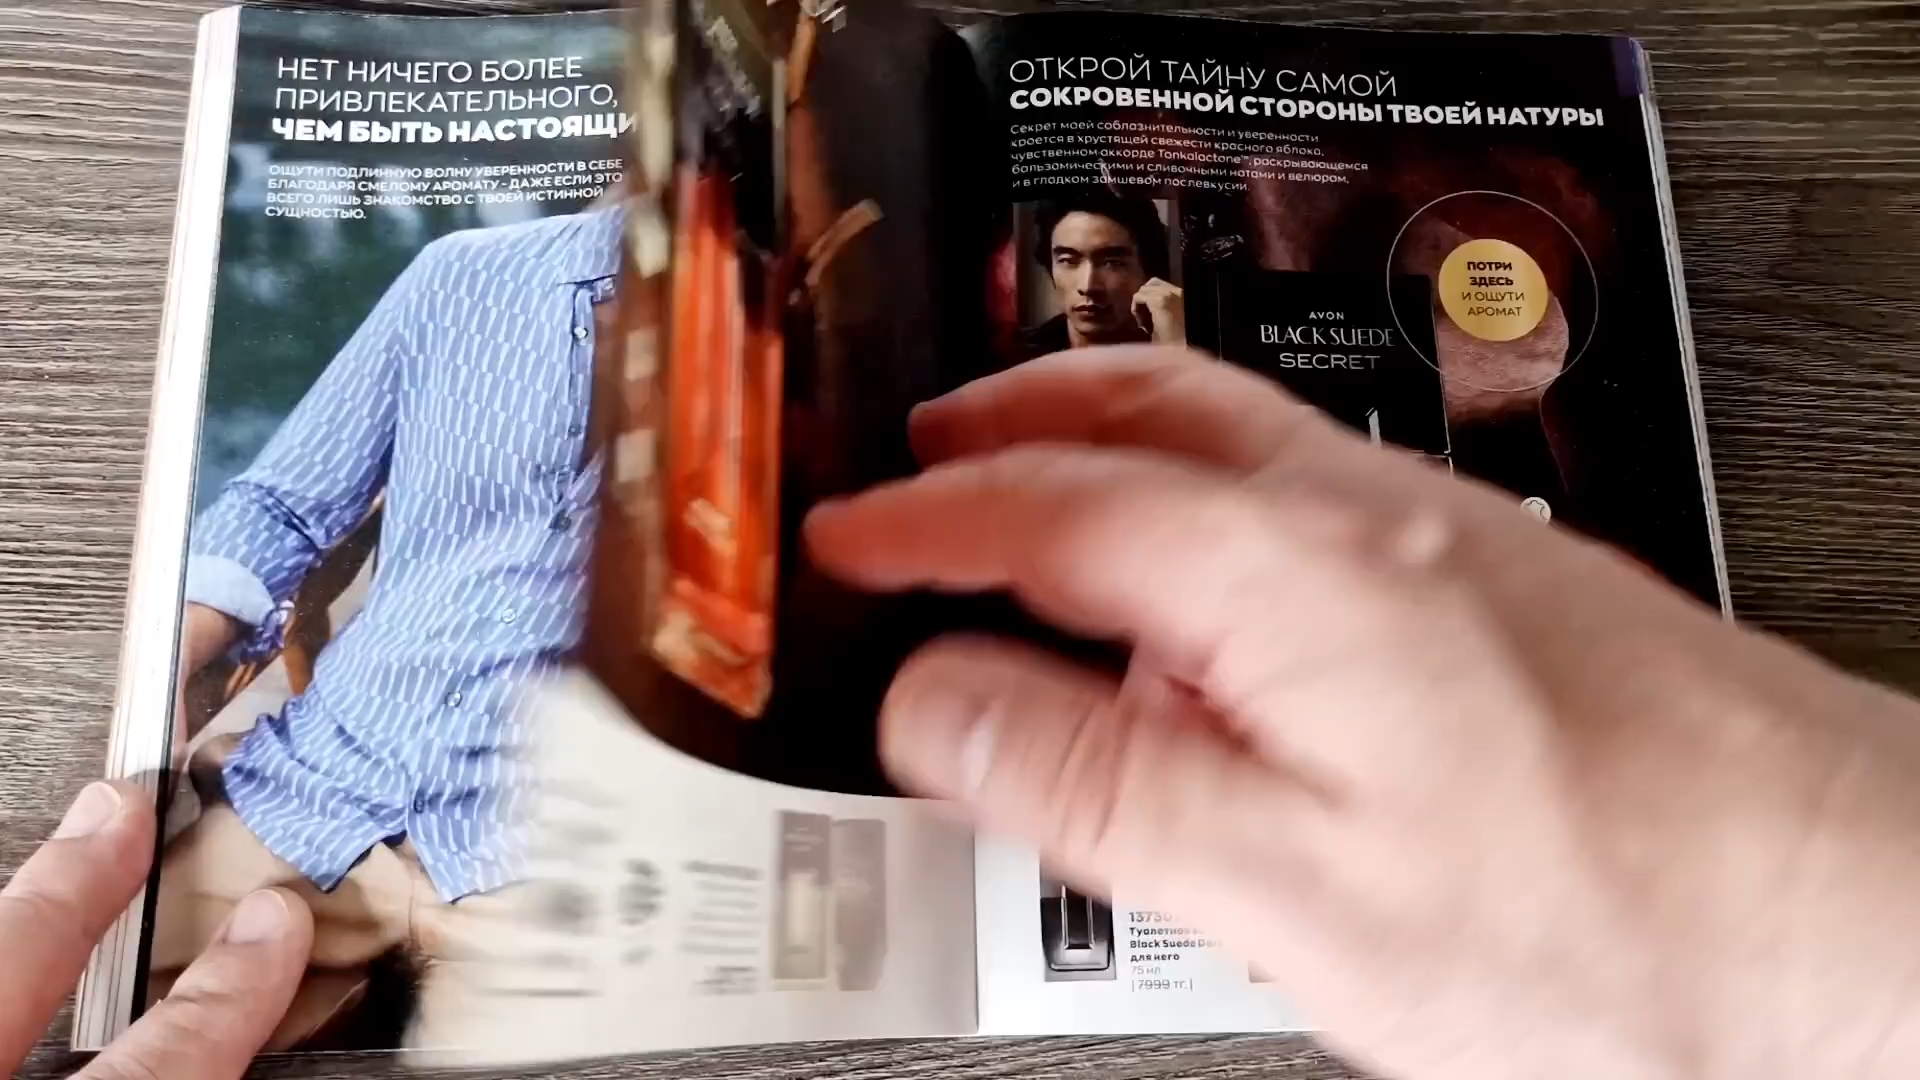 НЕТ НИЧЕГО БОЛЕЕ
ПРИВЛЕКАТЕЛЬНОГО,
ЧЕМ БЫТЬ НАСТОЯЩИ
ОЩУТИ ПОДЛИННУЮ ВОЛНУ УВЕРЕННОСТИ В СЕБЕ
БЛАГОДАРЯ СМЕЛОМУ АРОМАТУ - ДАЖЕ ЕСЛИ ЭТО
ВСЕГО ЛИШЬ ЗНАКОМСТВО С ТВОЕЙ ИСТИННОЙ
СУЩНОСТЬЮ.
ОТКРОЙ ТАЙНУ САМОЙ
СОКРОВЕННОЙ СТОРОНЫ ТВОЕЙ НАТУРЫ
Секрет моей соблазнительности и уверенности
кроется в хрустящей свежести красного яблока,
чувственном аккорде Tonkalactone™, раскрывающемся
бальзамическими и сливочными нотами и велюром,
и в гладком замшевом послевкусии.
ПОТРИ
ЗДЕСЬ
И ОЩУТИ
АРОМАТ
AVON
BLACK SUEDE
SECRET
13730
Туалетная
Black Suede
для него
75 мл
| 7999 тг. |